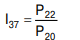 I₃₇ = P₂₂ / P₂₀